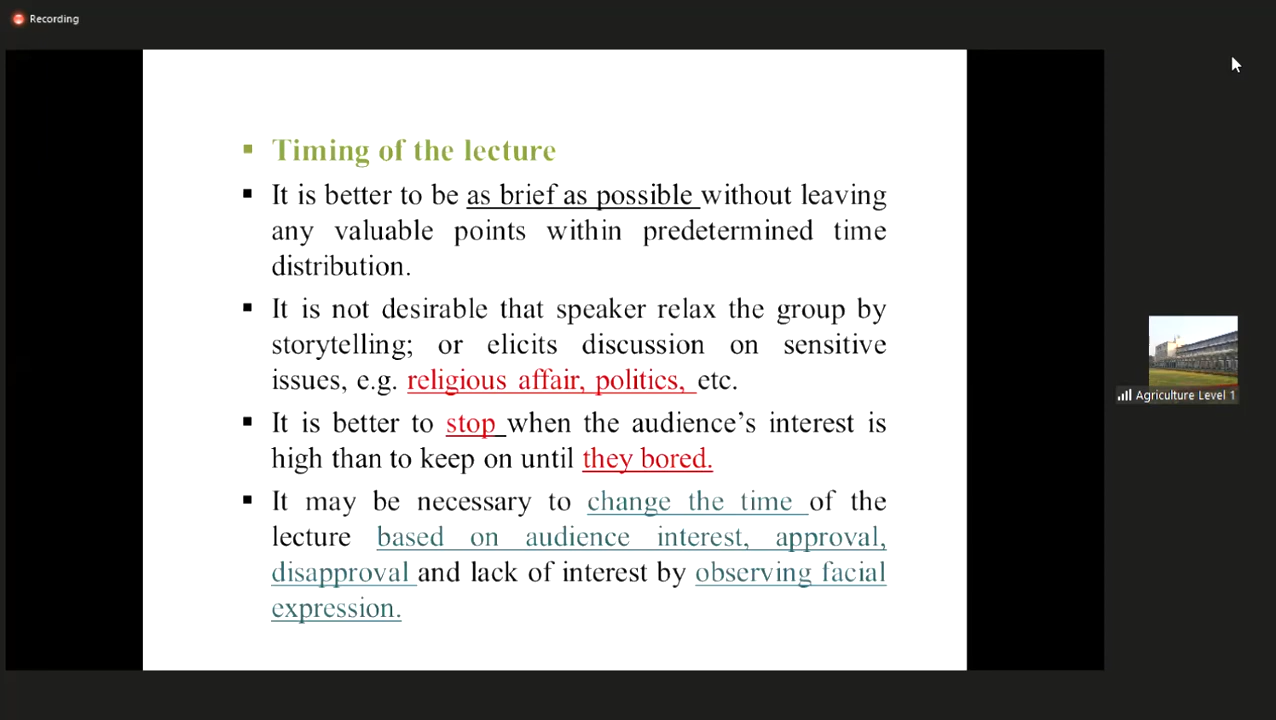 Recording
Timing of the lecture
It is better to be as brief as possible without leaving
any valuable points within predetermined time
distribution.
It is not desirable that speaker relax the group by
storytelling; or elicits discussion on sensitive
issues, e.g. religious affair, politics, etc.
It is better to stop when the audience's interest is
high than to keep on until they bored.
It may be necessary to change the time of the
lecture based on audience interest, approval,
disapproval and lack of interest by observing facial
expression.
Agriculture Level 1